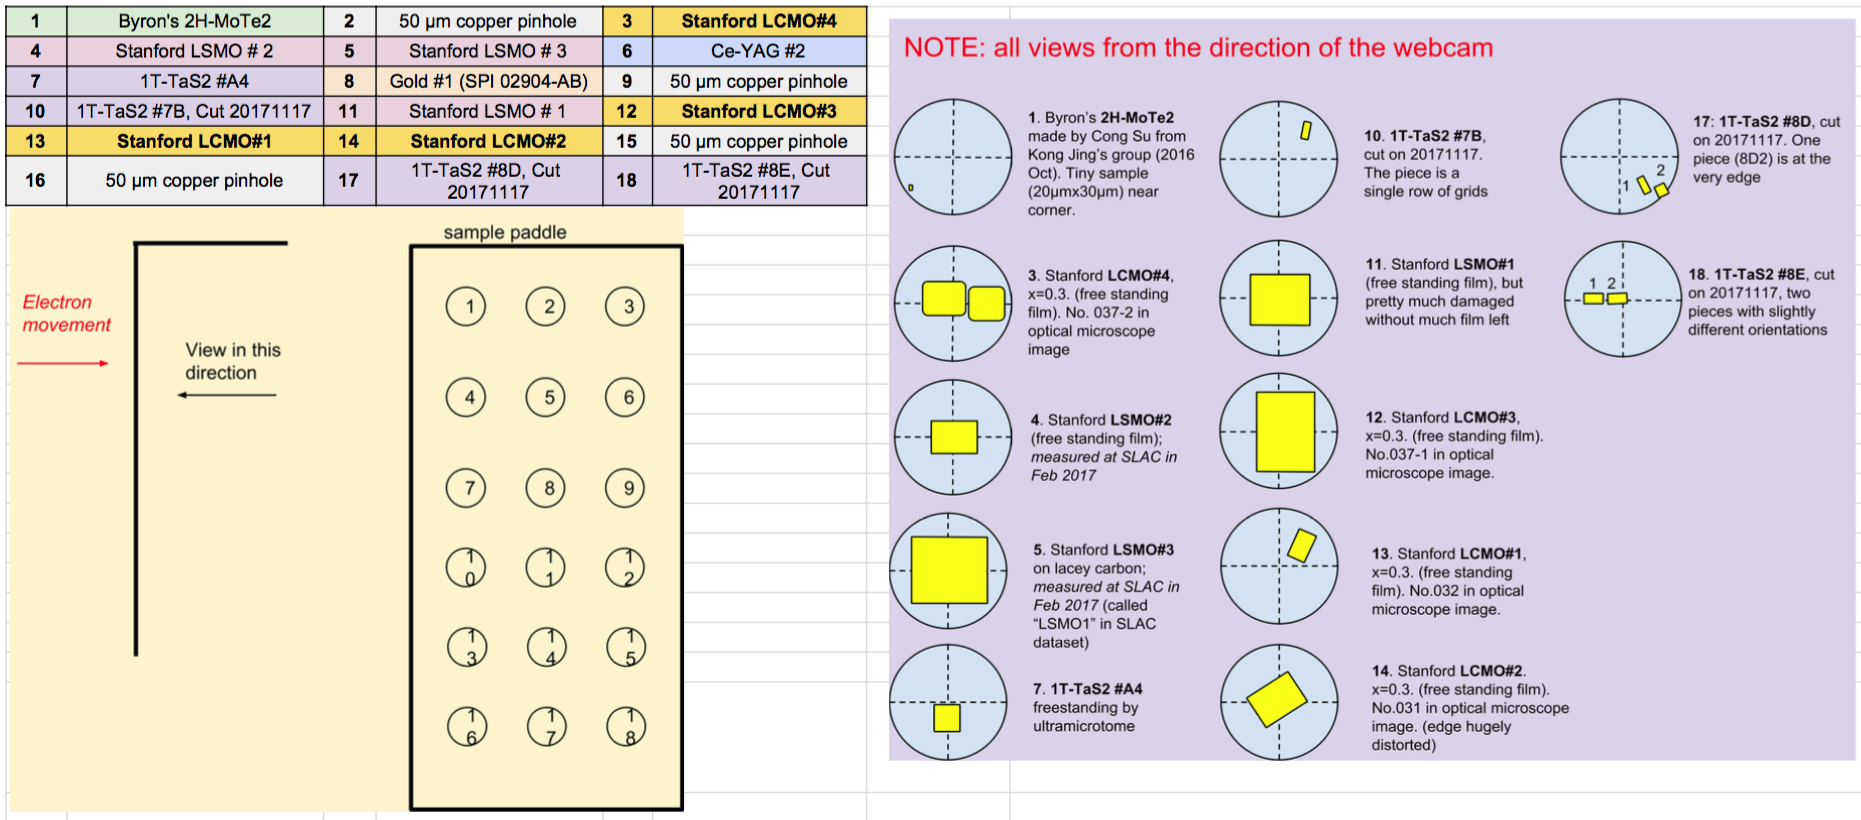 1 Byron's 2H-MoTe2 2 50 µm copper pinhole 3 Stanford LCMO#4
4 Stanford LSMO # 2 5 Stanford LSMO # 3 6 Ce-YAG #2
7 1T-TaS2 #A4 8 Gold #1 (SPI 02904-AB) 9 50 µm copper pinhole
10 1T-TaS2 #7B, Cut 20171117 11 Stanford LSMO # 1 12 Stanford LCMO#3
13 Stanford LCMO#1 14 Stanford LCMO#2 15 50 µm copper pinhole
16 50 µm copper pinhole 17 1T-TaS2 #8D, Cut 20171117 18 1T-TaS2 #8E, Cut 20171117
sample paddle
Electron
movement
View in this
direction
1 2 3
4 5 6
7 8 9
10 11 12
13 14 15
16 17 18
NOTE: all views from the direction of the webcam
1. Byron's 2H-MoTe2
made by Cong Su from
Kong Jing's group (2016
Oct). Tiny sample
(20µmx30µm) near
corner.
3. Stanford LCMO#4,
x=0.3. (free standing
film). No. 037-2 in
optical microscope
image
4. Stanford LSMO#2
(free standing film);
measured at SLAC in
Feb 2017
5. Stanford LSMO#3
on lacey carbon;
measured at SLAC in
Feb 2017 (called
“LSMO1” in SLAC
dataset)
7. 1T-TaS2 #A4
freestanding by
ultramicrotome
10. 1T-TaS2 #7B,
cut on 20171117.
The piece is a
single row of grids
11. Stanford LSMO#1
(free standing film), but
pretty much damaged
without much film left
12. Stanford LCMO#3,
x=0.3. (free standing film).
No.037-1 in optical
microscope image.
13. Stanford LCMO#1,
x=0.3. (free standing
film). No.032 in optical
microscope image.
14. Stanford LCMO#2.
x=0.3. (free standing film).
No.031 in optical microscope
image. (edge hugely
distorted)
1 2
17: 1T-TaS2 #8D, cut
on 20171117. One
piece (8D2) is at the
very edge
1 2
18. 1T-TaS2 #8E, cut
on 20171117, two
pieces with slightly
different orientations